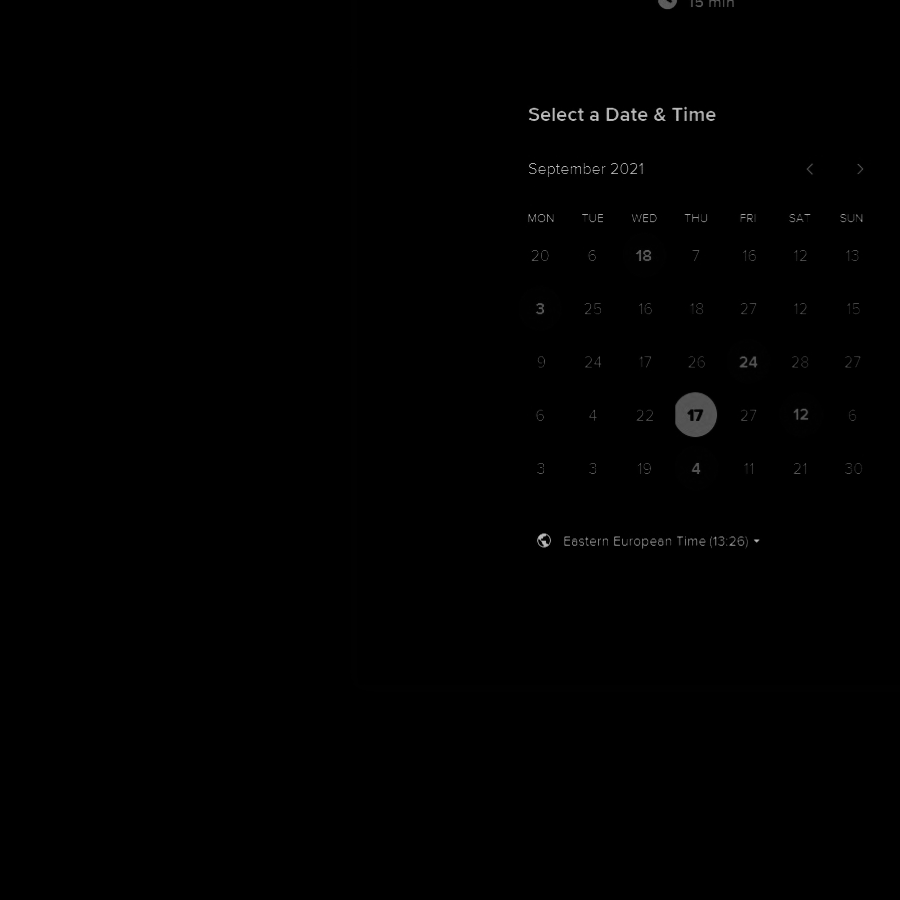 15 min
Select a Date & Time
September 2021
MON TUE WED THU FRI SAT SUN
20 6 18 7 16 12 13
3 25 16 18 27 12 15
9 24 17 26 24 28 27
6 4 22 17 27 12 6
3 3 19 4 11 21 30
Eastern European Time (13:26)